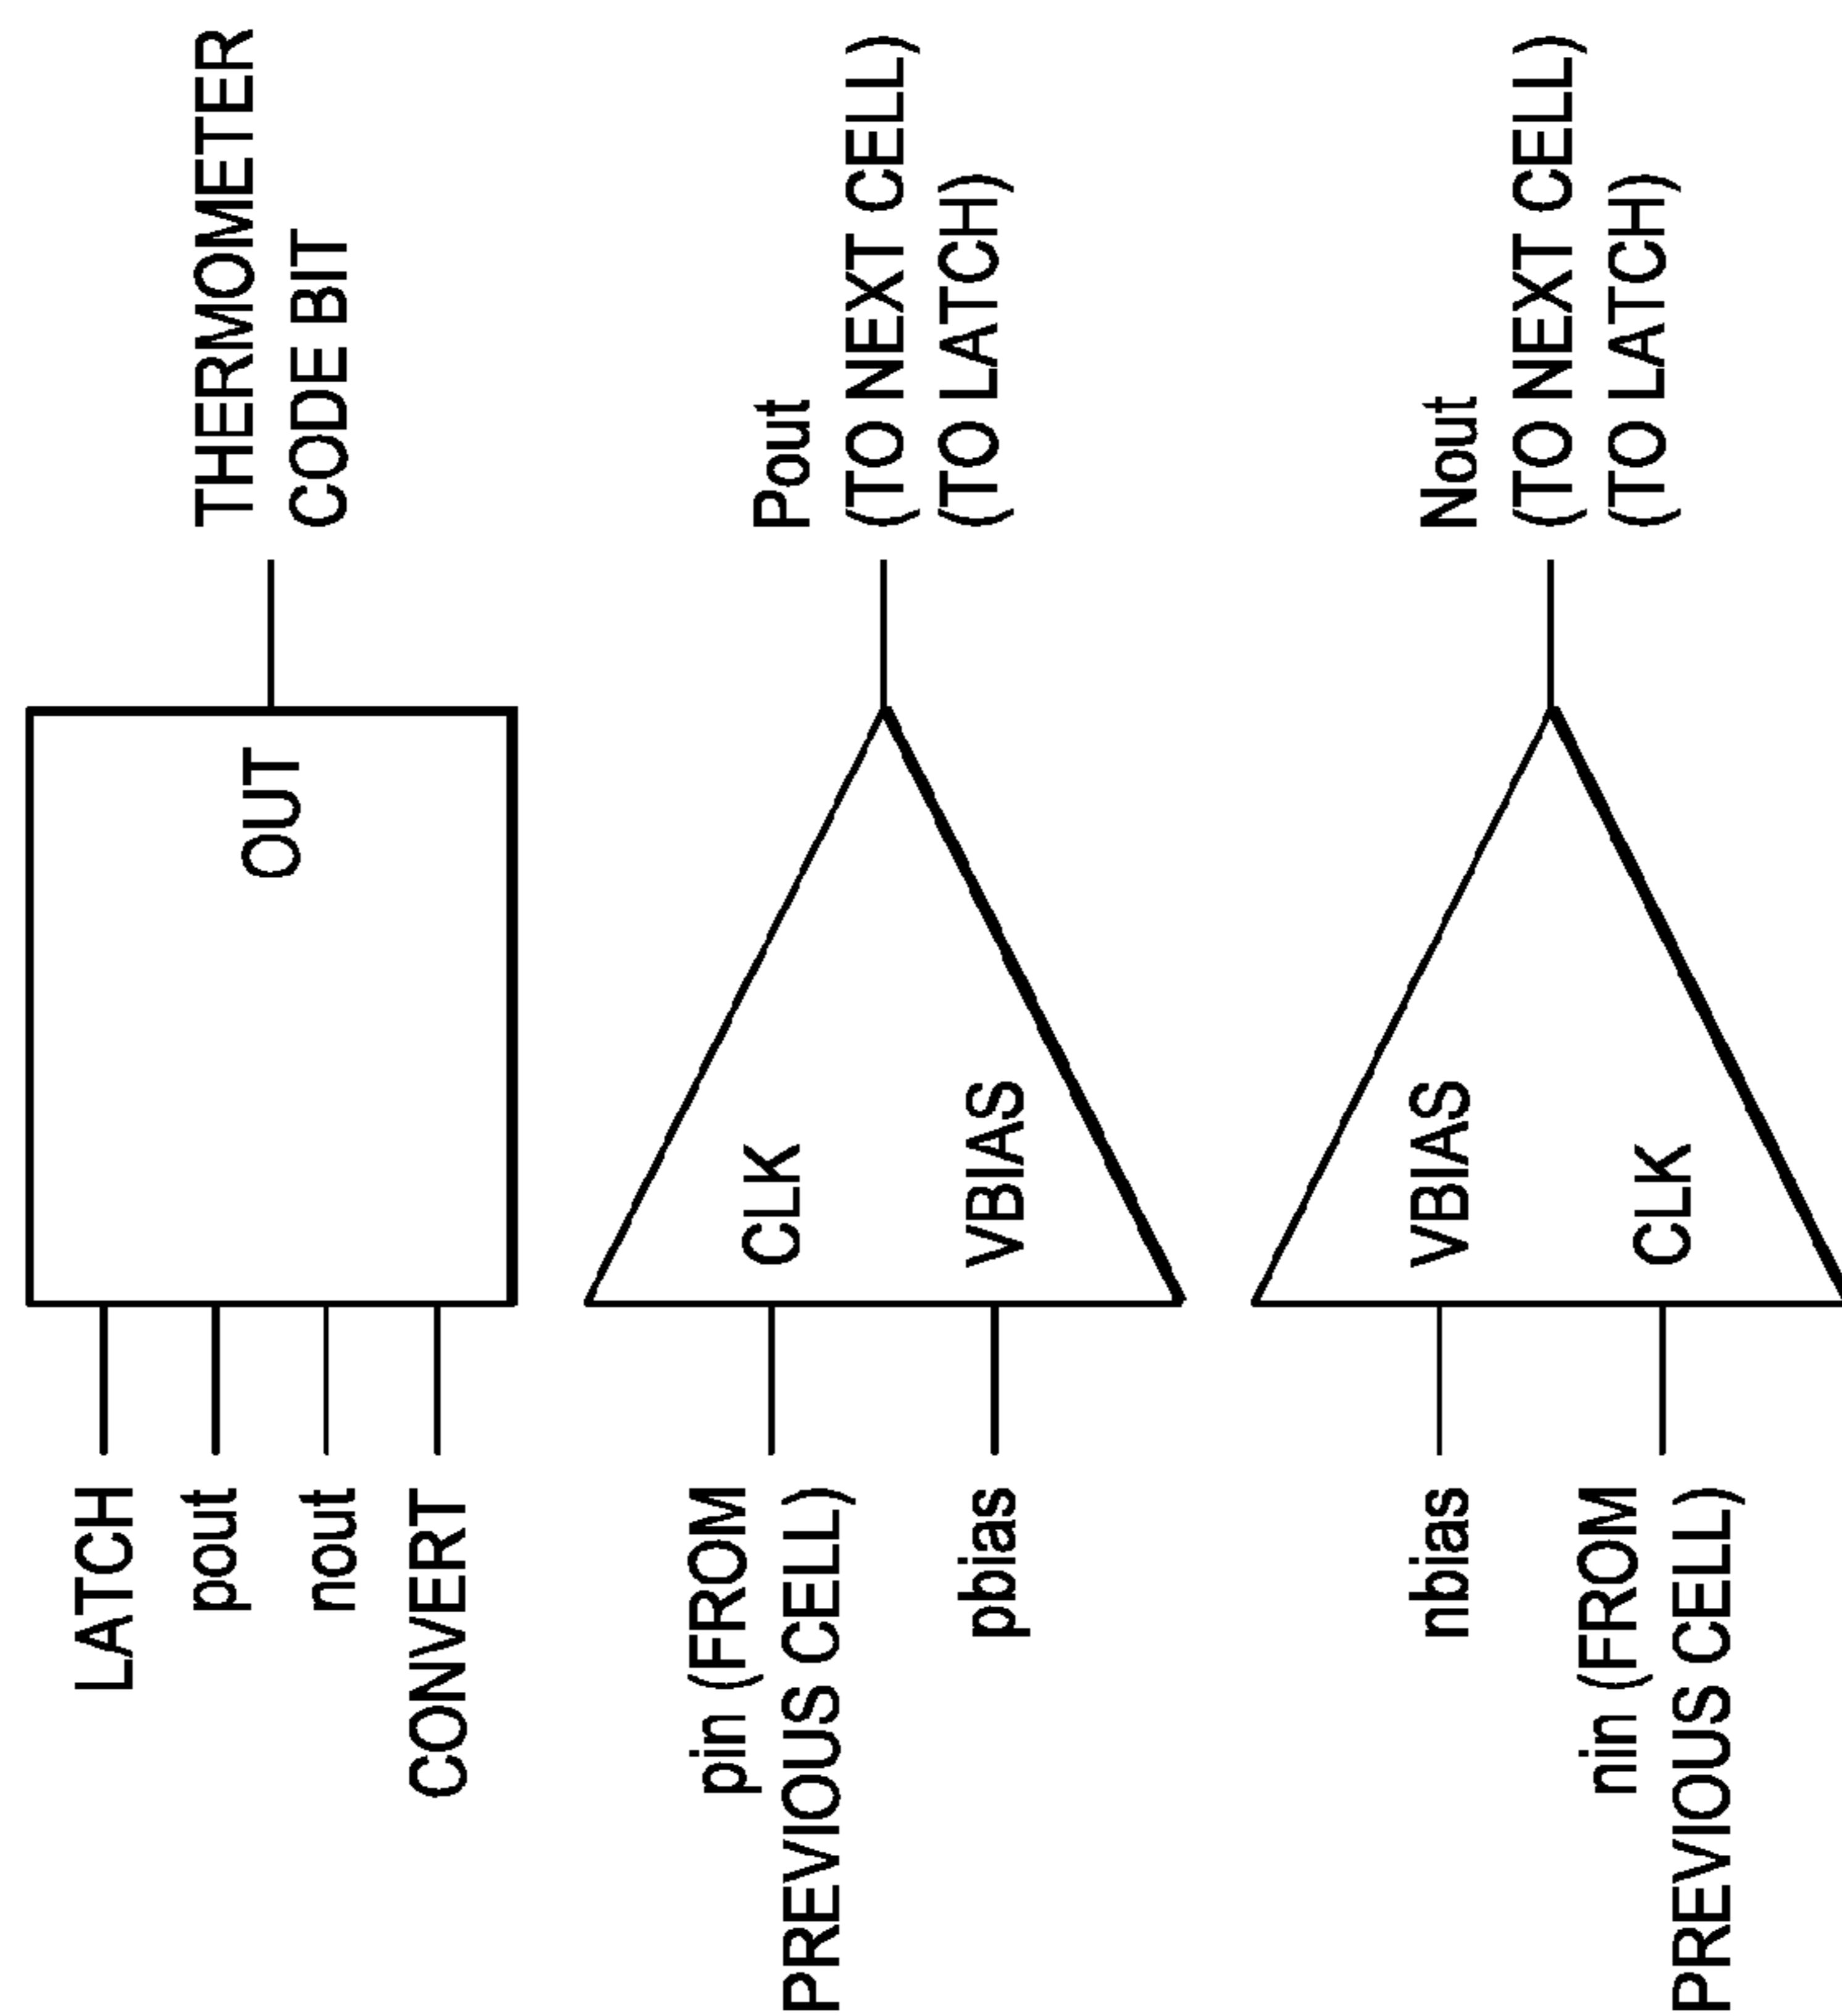 LATCH
pout
nout
CONVERT
OUT
THERMOMETER
CODE BIT
pin (FROM
PREVIOUS CELL)
pbias
CLK
VBIAS
Pout
(TO NEXT CELL)
(TO LATCH)
nbias
nin (FROM
PREVIOUS CELL)
VBIAS
CLK
Nout
(TO NEXT CELL)
(TO LATCH)